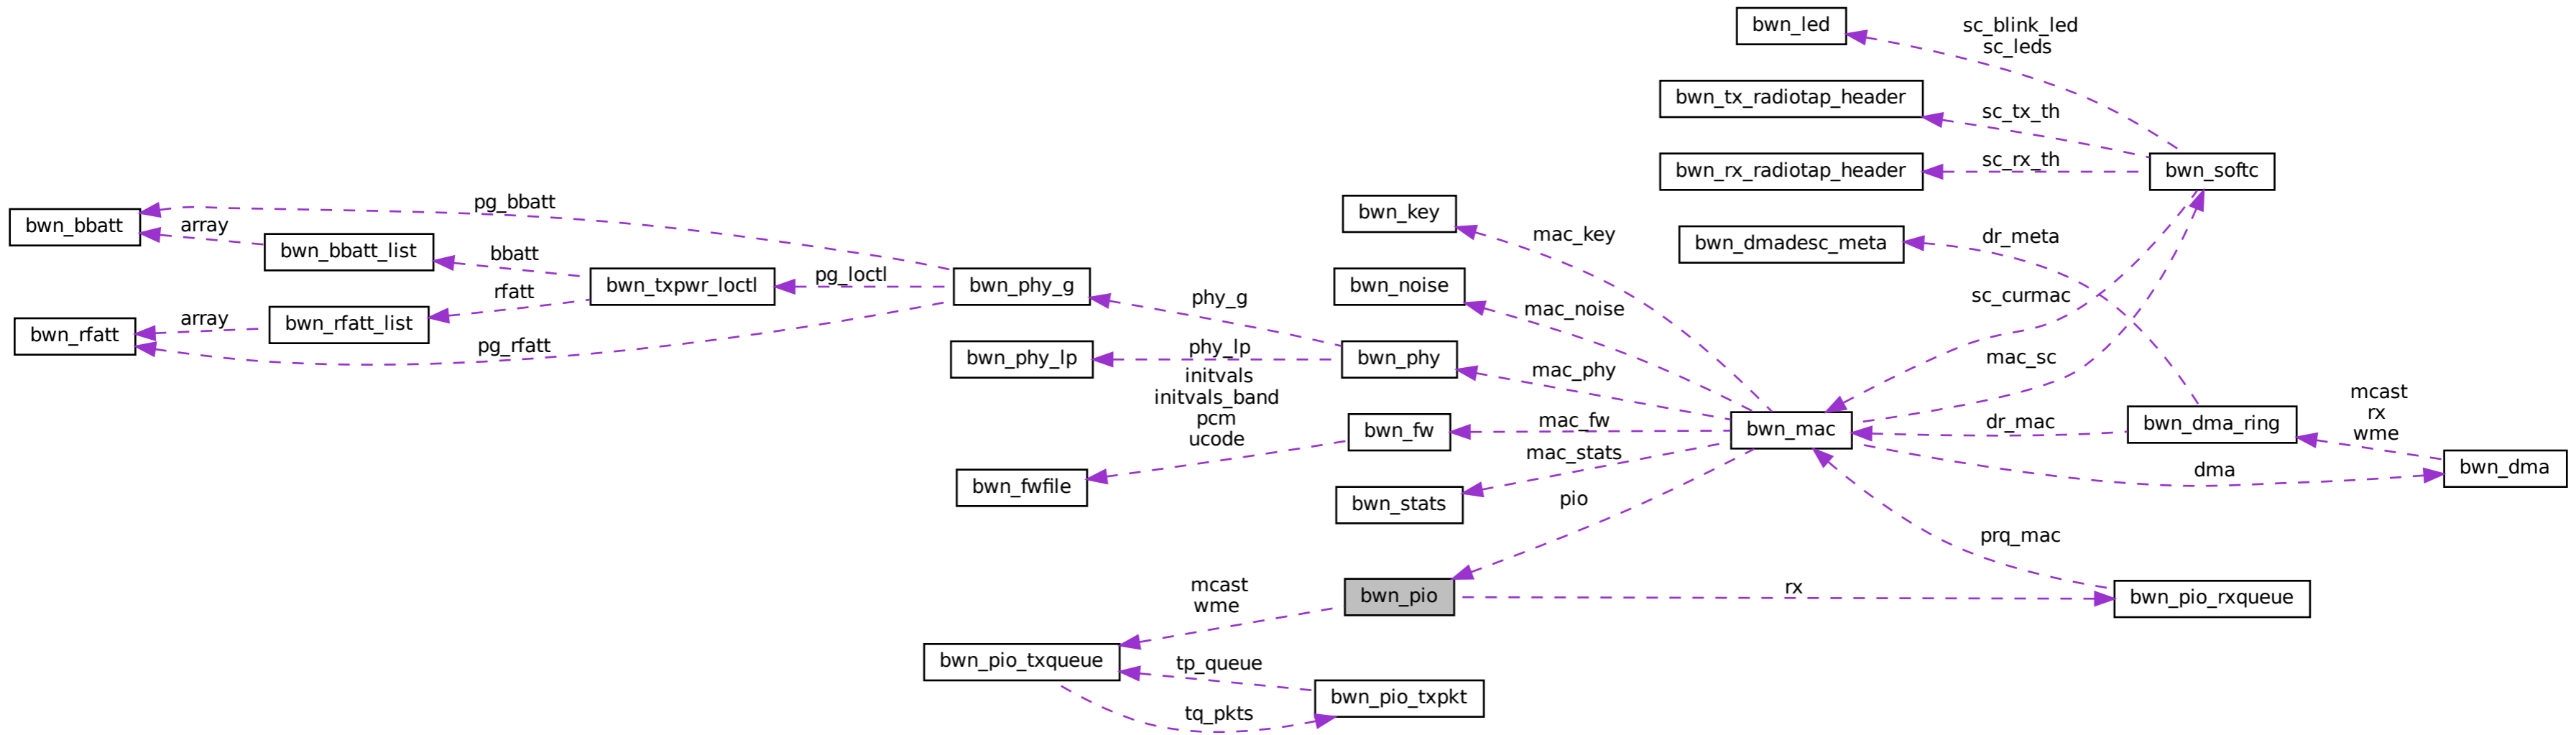 bwn_led
sc_blink_led
sc_leds
bwn_tx_radiotap_header
sc_tx_th
bwn_rx_radiotap_header
sc_rx_th
bwn_softc
bwn_bbatt
array
pg_bbatt
bwn_bbatt_list
bbatt
bwn_key
mac_key
bwn_dmadesc_meta
dr_meta
bwn_txpwr_loctl
pg_loctl
bwn_phy_g
phy_g
bwn_noise
mac_noise
sc_curmac
rfatt
bwn_rfatt
array
bwn_rfatt_list
pg_rfatt
bwn_phy_lp
phy_lp
bwn_phy
mac_phy
mac_sc
initvals
initvals_band
pcm
ucode
bwn_fw
mac_fw
bwn_mac
dr_mac
bwn_dma_ring
mcast
rx
wme
bwn_dma
dma
bwn_fwfile
bwn_stats
mac_stats
pio
prq_mac
mcast
wme
bwn_pio
rx
bwn_pio_rxqueue
bwn_pio_txqueue
tp_queue
bwn_pio_txpkt
tq_pkts